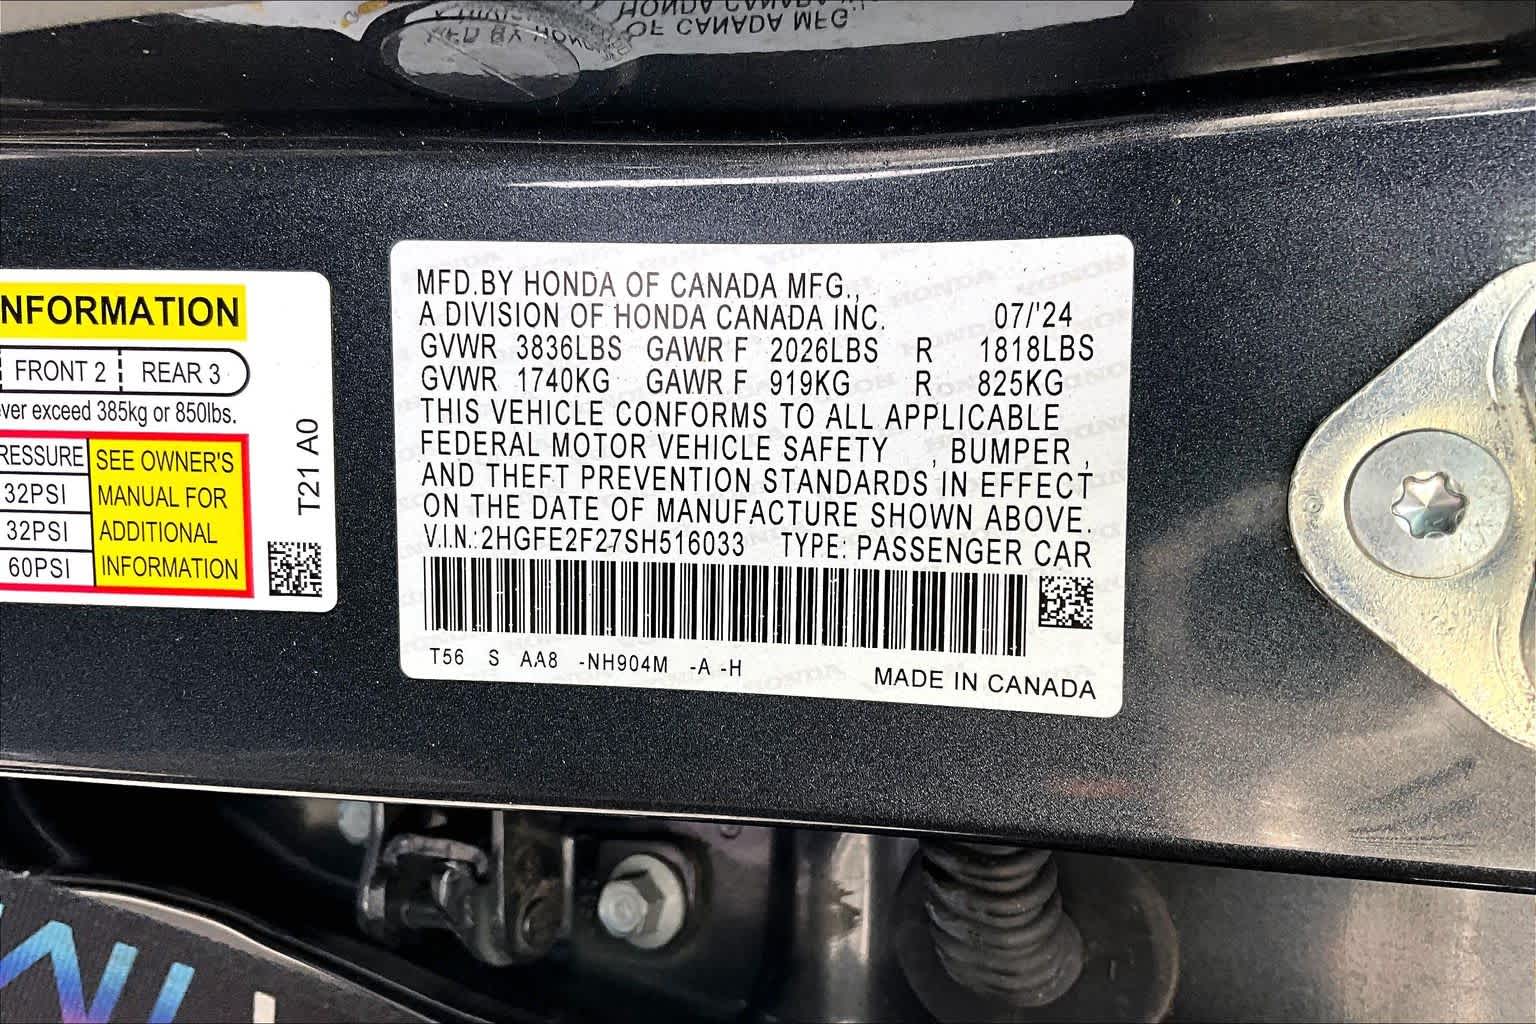 NFORMATION
FRONT 2 REAR 3
ver exceed 385kg or 850lbs.
RESSURE
32PSI
32PSI
60PSI
SEE OWNER'S
MANUAL FOR
ADDITIONAL
INFORMATION
T21 A0
MFD.BY HONDA OF CANADA MFG.,
A DIVISION OF HONDA CANADA INC. 07/'24
GVWR 3836LBS GAWR F 2026LBS R 1818LBS
GVWR 1740KG GAWR F 919KG R 825KG
THIS VEHICLE CONFORMS TO ALL APPLICABLE
FEDERAL MOTOR VEHICLE SAFETY , BUMPER ,
AND THEFT PREVENTION STANDARDS IN EFFECT
ON THE DATE OF MANUFACTURE SHOWN ABOVE.
V.I.N.:2HGFE2F27SH516033 TYPE: PASSENGER CAR
T56 S AA8 -NH904M -A -H
MADE IN CANADA